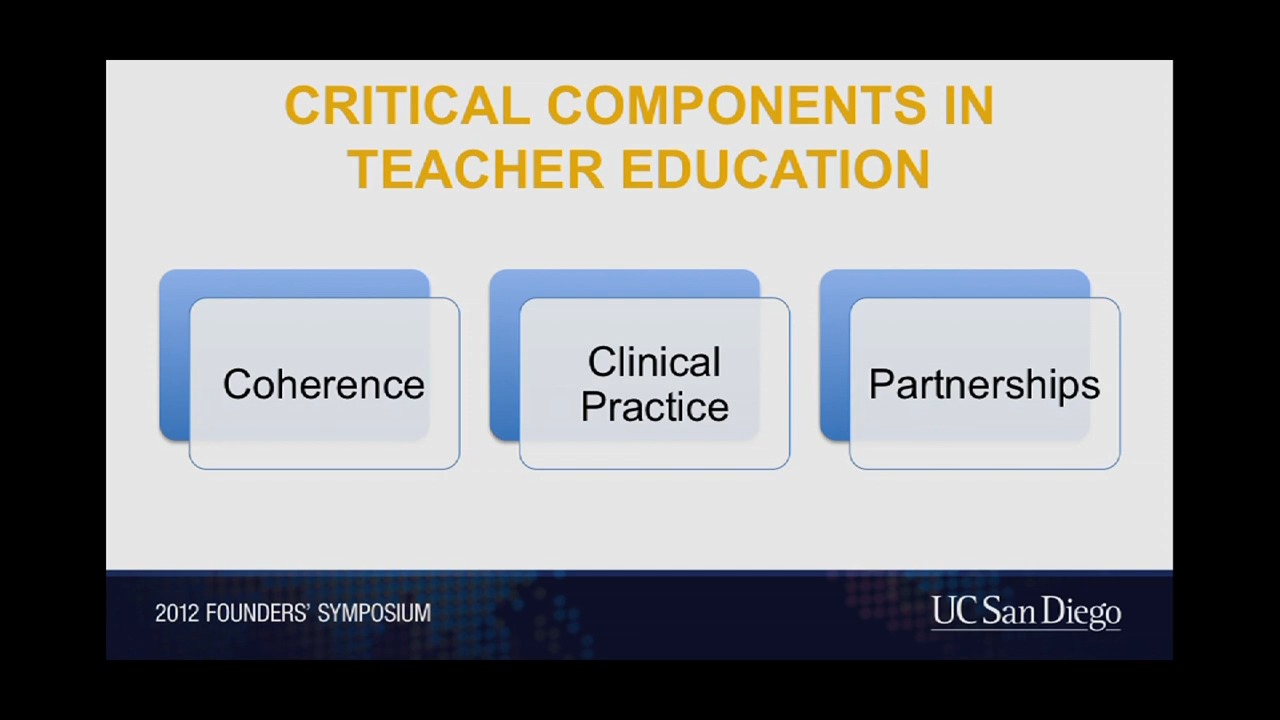 CRITICAL COMPONENTS IN
TEACHER EDUCATION
Coherence
Clinical
Practice
Partnerships
2012 FOUNDERS’ SYMPOSIUM
UC San Diego